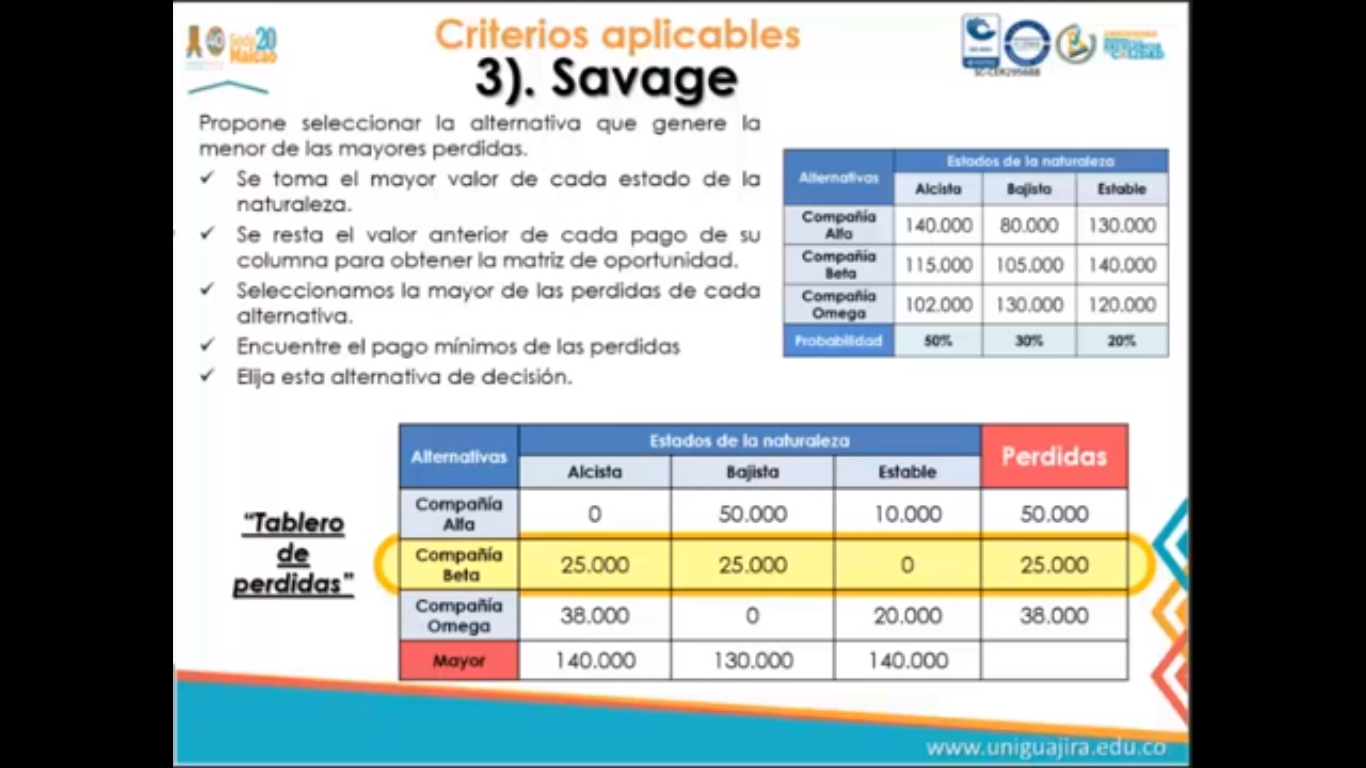 Criterios aplicables
3). Savage
SC-CER295688
Propone seleccionar la alternativa que genere la
menor de las mayores perdidas.
✓ Se toma el mayor valor de cada estado de la
naturaleza.
✓ Se resta el valor anterior de cada pago de su
columna para obtener la matriz de oportunidad.
✓ Seleccionamos la mayor de las perdidas de cada
alternativa.
✓ Encuentre el pago mínimos de las perdidas
✓ Elija esta alternativa de decisión.
Alternativas Estados de la naturaleza
Alcista Bajista Estable
Compañía
Alfa 140.000 80.000 130.000
Compañía
Beta 115.000 105.000 140.000
Compañía
Omega 102.000 130.000 120.000
Probabilidad 50% 30% 20%
"Tablero
de
perdidas"
Alternativas Estados de la naturaleza Perdidas
Alcista Bajista Estable
Compañía
Alfa 0 50.000 10.000 50.000
Compañía
Beta 25.000 25.000 0 25.000
Compañía
Omega 38.000 0 20.000 38.000
Mayor 140.000 130.000 140.000
www.uniguajira.edu.co